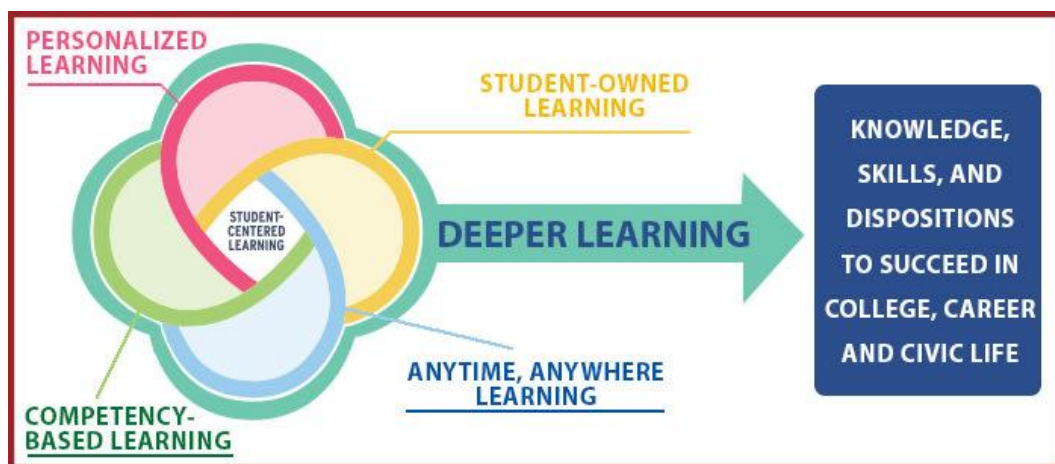 PERSONALIZED
LEARNING
STUDENT-OWNED
LEARNING
STUDENT-
CENTERED
LEARNING
DEEPER LEARNING
ANYTIME, ANYWHERE
LEARNING
COMPETENCY-
BASED LEARNING
KNOWLEDGE,
SKILLS, AND
DISPOSITIONS
TO SUCCEED IN
COLLEGE, CAREER
AND CIVIC LIFE